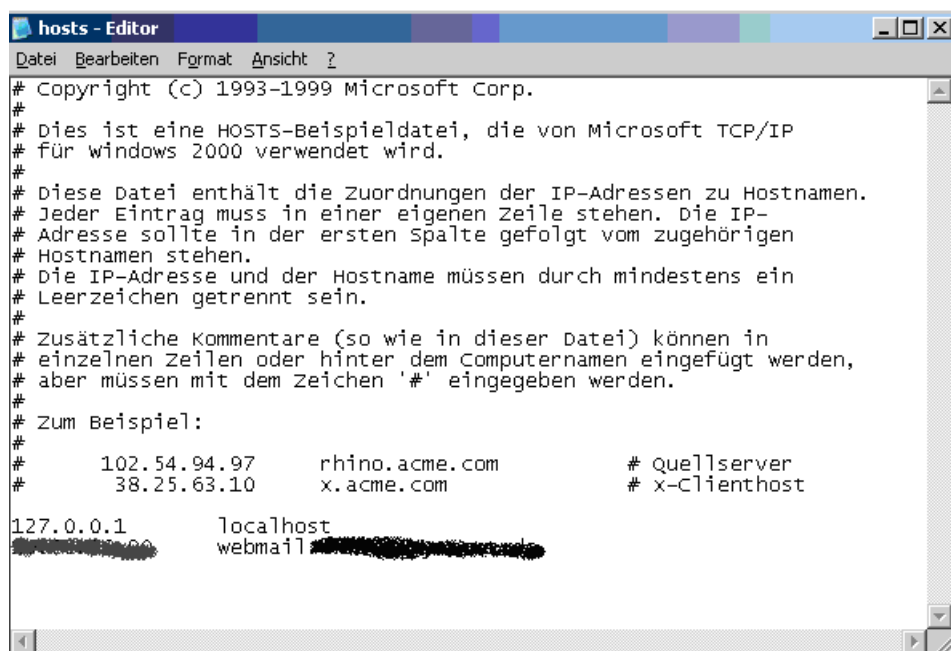 hosts - Editor
Datei Bearbeiten Format Ansicht ?
# Copyright (c) 1993-1999 Microsoft Corp.
#
# Dies ist eine HOSTS-Beispieldatei, die von Microsoft TCP/IP
# für Windows 2000 verwendet wird.
#
# Diese Datei enthält die Zuordnungen der IP-Adressen zu Hostnamen.
# Jeder Eintrag muss in einer eigenen Zeile stehen. Die IP-
# Adresse sollte in der ersten Spalte gefolgt vom zugehörigen
# Hostnamen stehen.
# Die IP-Adresse und der Hostname müssen durch mindestens ein
# Leerzeichen getrennt sein.
#
# Zusätzliche Kommentare (so wie in dieser Datei) können in
# einzelnen Zeilen oder hinter dem Computernamen eingefügt werden,
# aber müssen mit dem Zeichen '#' eingegeben werden.
#
# Zum Beispiel:
#
# 102.54.94.97 rhino.acme.com # Quellserver
# 38.25.63.10 x.acme.com # x-Clienthost
127.0.0.1 localhost
webmail